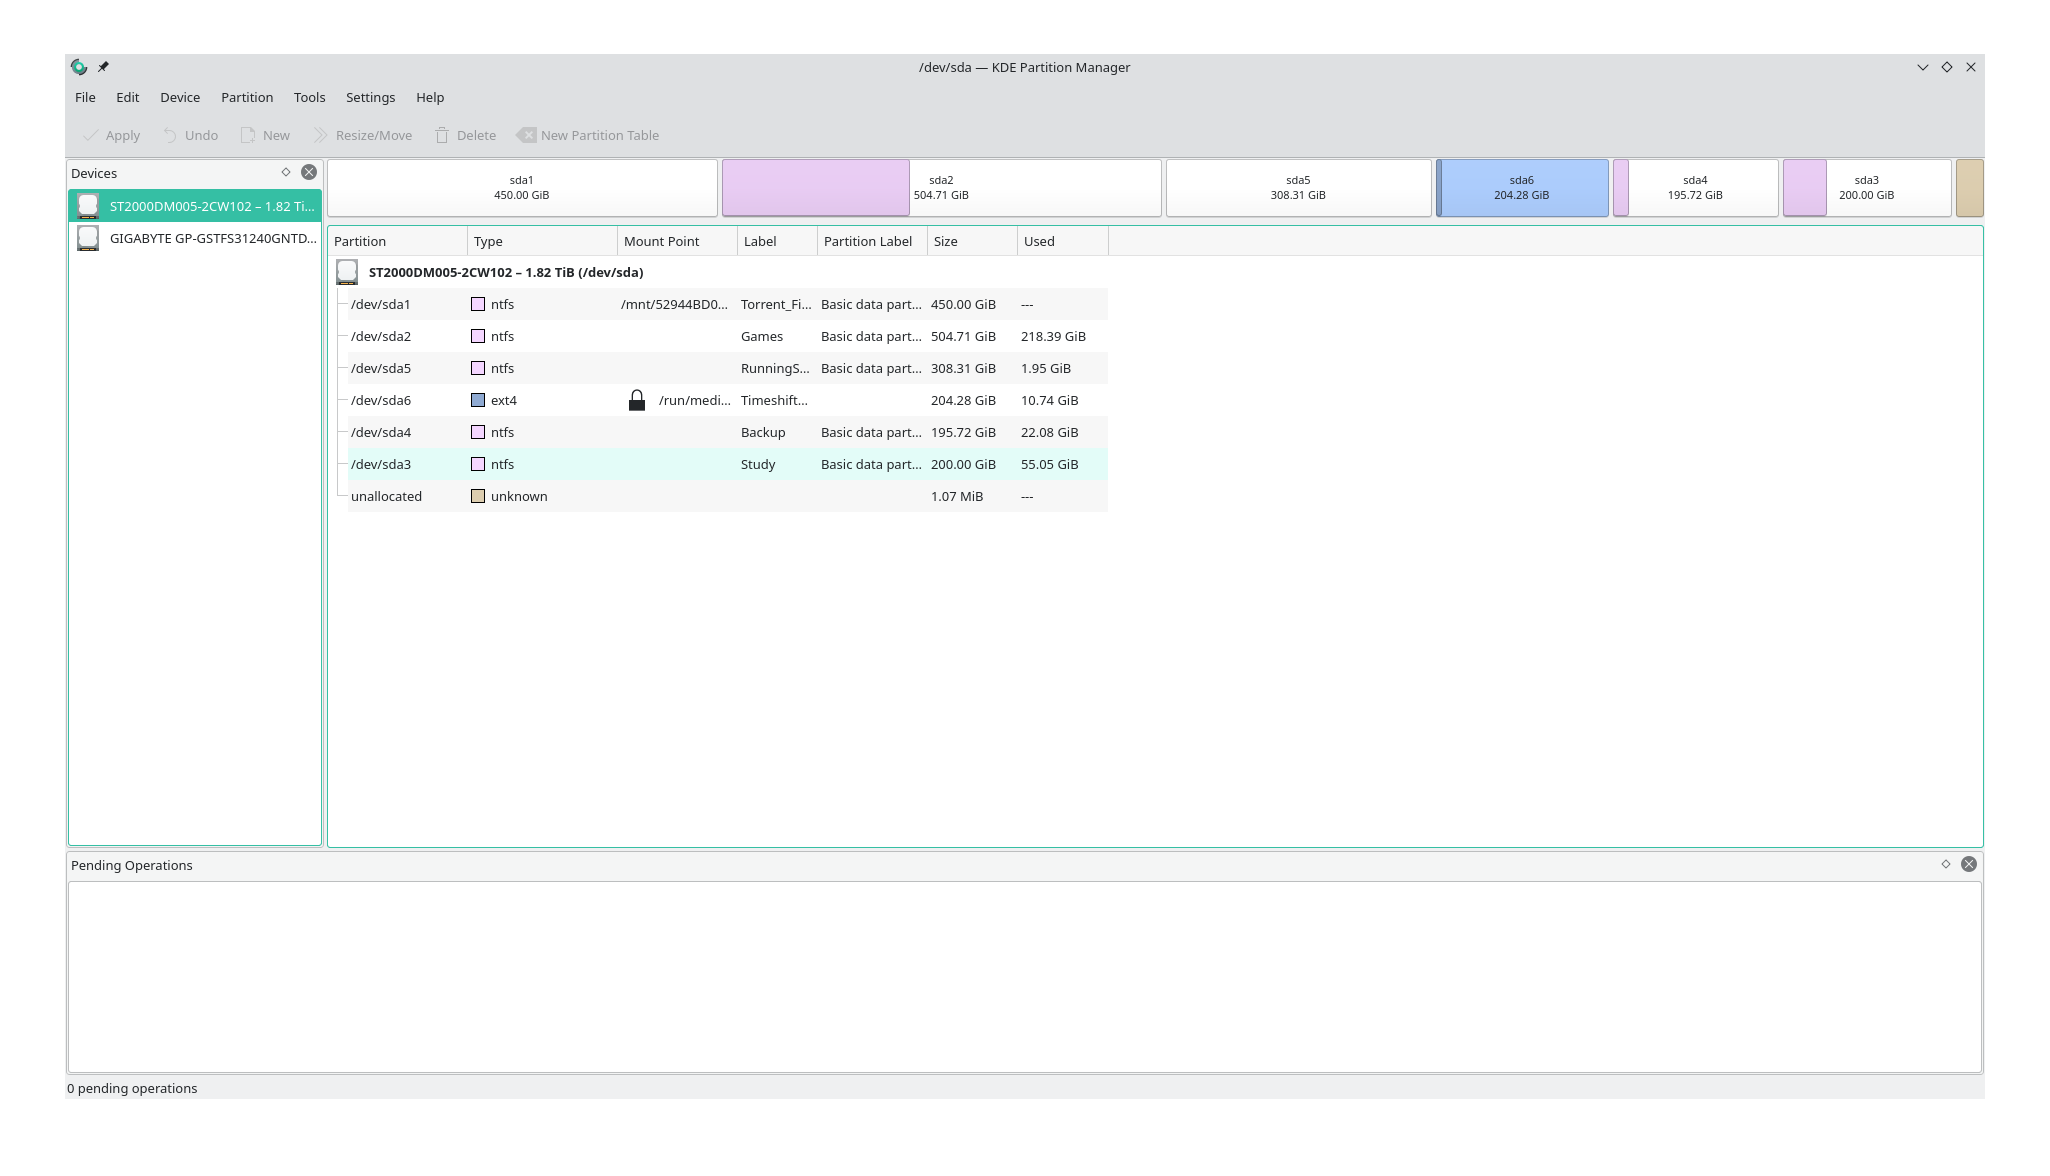 /dev/sda — KDE Partition Manager
File Edit Device Partition Tools Settings Help
Apply Undo New Resize/Move Delete New Partition Table
Devices
ST2000DM005-2CW102 – 1.82 Ti...
GIGABYTE GP-GSTFS31240GNTD...
sda1 sda2 sda5 sda6 sda4 sda3
450.00 GiB 504.71 GiB 308.31 GiB 204.28 GiB 195.72 GiB 200.00 GiB
Partition Type Mount Point Label Partition Label Size Used
ST2000DM005-2CW102 – 1.82 TiB (/dev/sda)
/dev/sda1 ntfs /mnt/52944BD0... Torrent_Fi... Basic data part... 450.00 GiB ---
/dev/sda2 ntfs Games Basic data part... 504.71 GiB 218.39 GiB
/dev/sda5 ntfs RunningS... Basic data part... 308.31 GiB 1.95 GiB
/dev/sda6 ext4 /run/medi... Timeshift... 204.28 GiB 10.74 GiB
/dev/sda4 ntfs Backup Basic data part... 195.72 GiB 22.08 GiB
/dev/sda3 ntfs Study Basic data part... 200.00 GiB 55.05 GiB
unallocated unknown 1.07 MiB ---
Pending Operations
0 pending operations